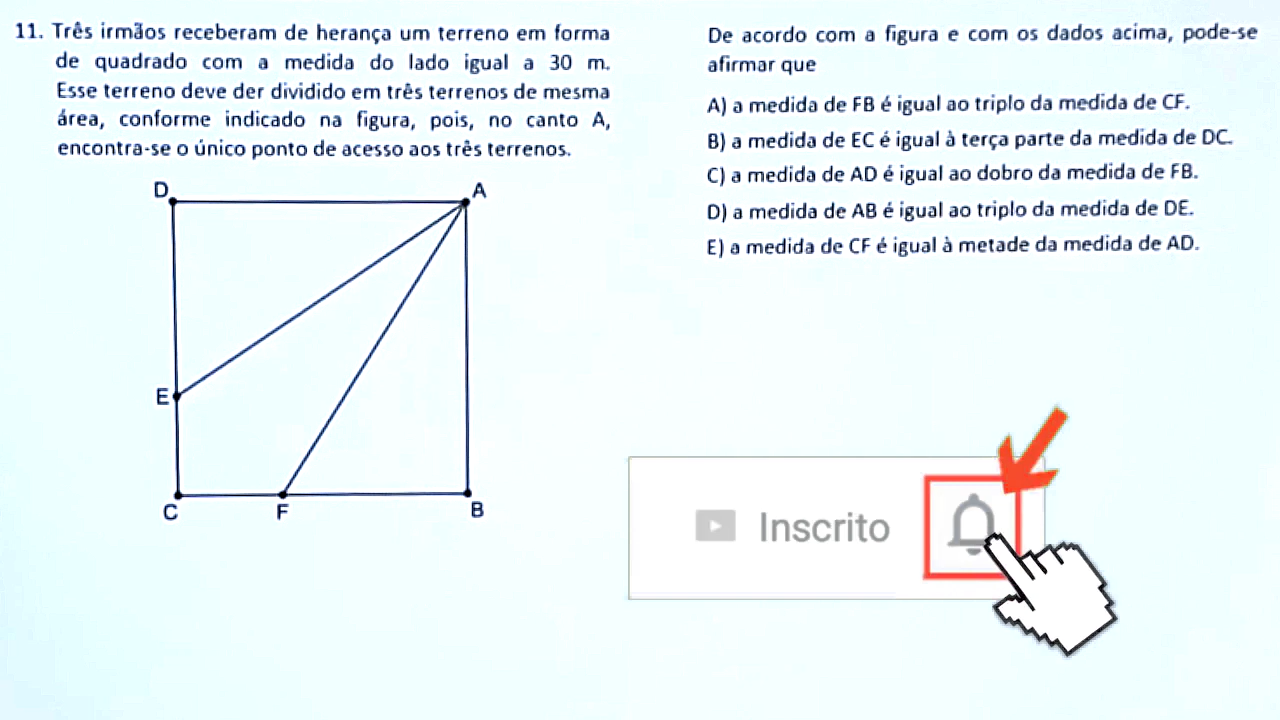 11. Três irmãos receberam de herança um terreno em forma
de quadrado com a medida do lado igual a 30 m.
Esse terreno deve der dividido em três terrenos de mesma
área, conforme indicado na figura, pois, no canto A,
encontra-se o único ponto de acesso aos três terrenos.
D
A
E
C
F
B
De acordo com a figura e com os dados acima, pode-se
afirmar que
A) a medida de FB é igual ao triplo da medida de CF.
B) a medida de EC é igual à terça parte da medida de DC.
C) a medida de AD é igual ao dobro da medida de FB.
D) a medida de AB é igual ao triplo da medida de DE.
E) a medida de CF é igual à metade da medida de AD.
Inscrito